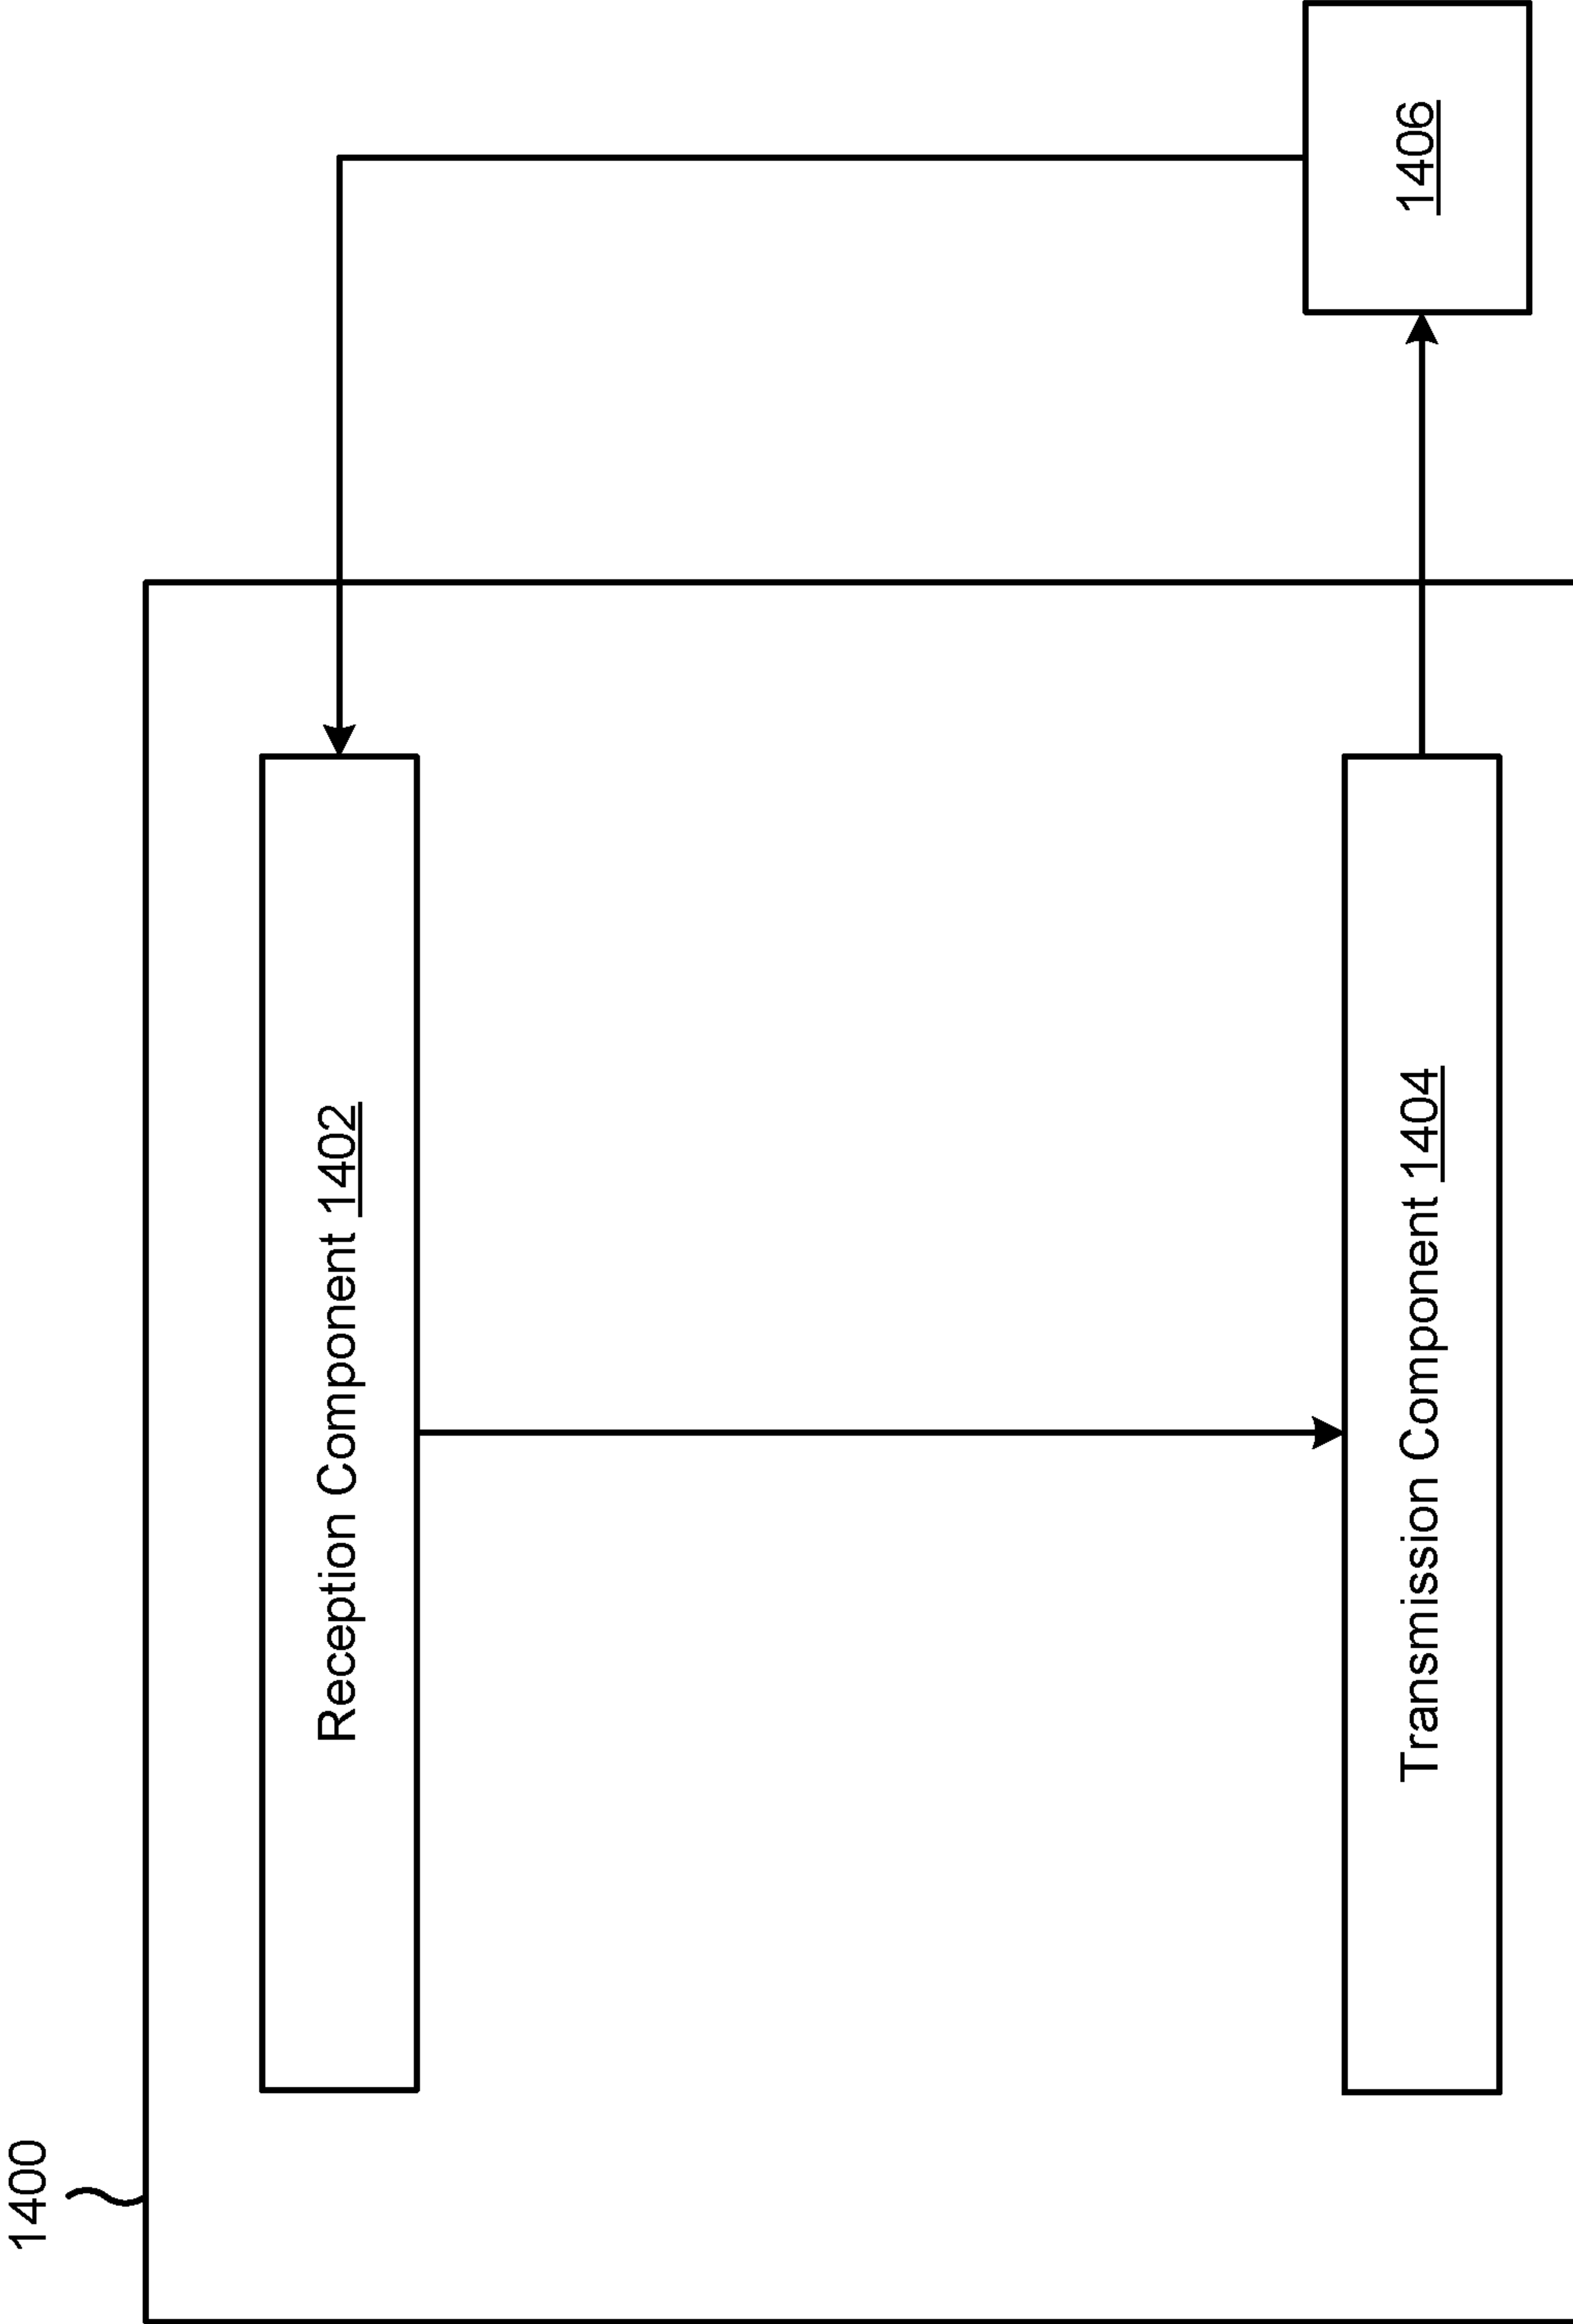 1400
Reception Component 1402
Transmission Component 1404
1406